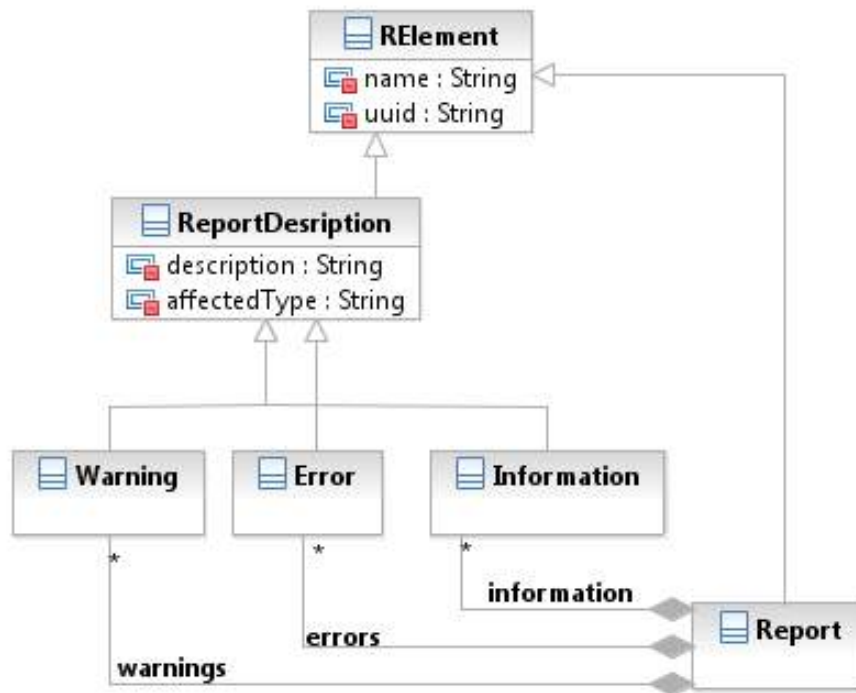 RElement
name : String
uuid : String
ReportDesription
description : String
affectedType : String
Warning
Error
Information
*
*
*
information
Report
errors
warnings